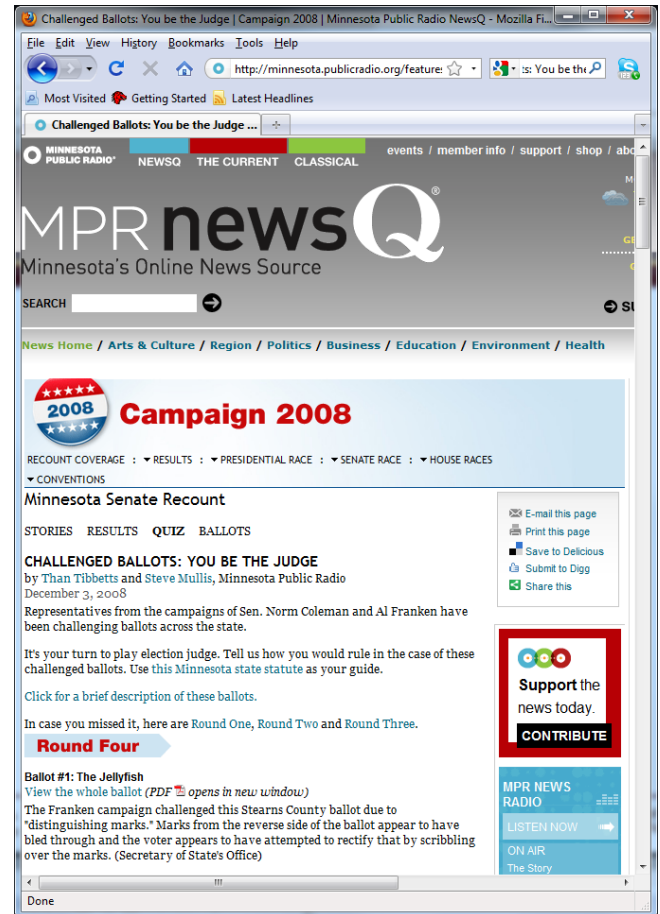 Challenged Ballots: You be the Judge | Campaign 2008 | Minnesota Public Radio NewsQ - Mozilla Fi...
File Edit View History Bookmarks Tools Help
http://minnesota.publicradio.org/feature
ts: You be the
Most Visited Getting Started Latest Headlines
Challenged Ballots: You be the Judge ...
MINNESOTA PUBLIC RADIO® NEWSQ THE CURRENT CLASSICAL events / member info / support / shop / abo
MPR newsQ®
Minnesota's Online News Source
SEARCH
News Home / Arts & Culture / Region / Politics / Business / Education / Environment / Health
2008 Campaign 2008
RECOUNT COVERAGE : RESULTS : PRESIDENTIAL RACE : SENATE RACE : HOUSE RACES
CONVENTIONS
Minnesota Senate Recount
STORIES RESULTS QUIZ BALLOTS
CHALLENGED BALLOTS: YOU BE THE JUDGE
by Than Tibbetts and Steve Mullis, Minnesota Public Radio
December 3, 2008
Representatives from the campaigns of Sen. Norm Coleman and Al Franken have
been challenging ballots across the state.
It's your turn to play election judge. Tell us how you would rule in the case of these
challenged ballots. Use this Minnesota state statute as your guide.
Click for a brief description of these ballots.
In case you missed it, here are Round One, Round Two and Round Three.
Round Four
Ballot #1: The Jellyfish
View the whole ballot (PDF opens in new window)
The Franken campaign challenged this Stearns County ballot due to
"distinguishing marks." Marks from the reverse side of the ballot appear to have
bled through and the voter appears to have attempted to rectify that by scribbling
over the marks. (Secretary of State's Office)
E-mail this page
Print this page
Save to Delicious
Submit to Digg
Share this
Support the
news today.
CONTRIBUTE
MPR NEWS
RADIO
LISTEN NOW
ON AIR
The Story
Done